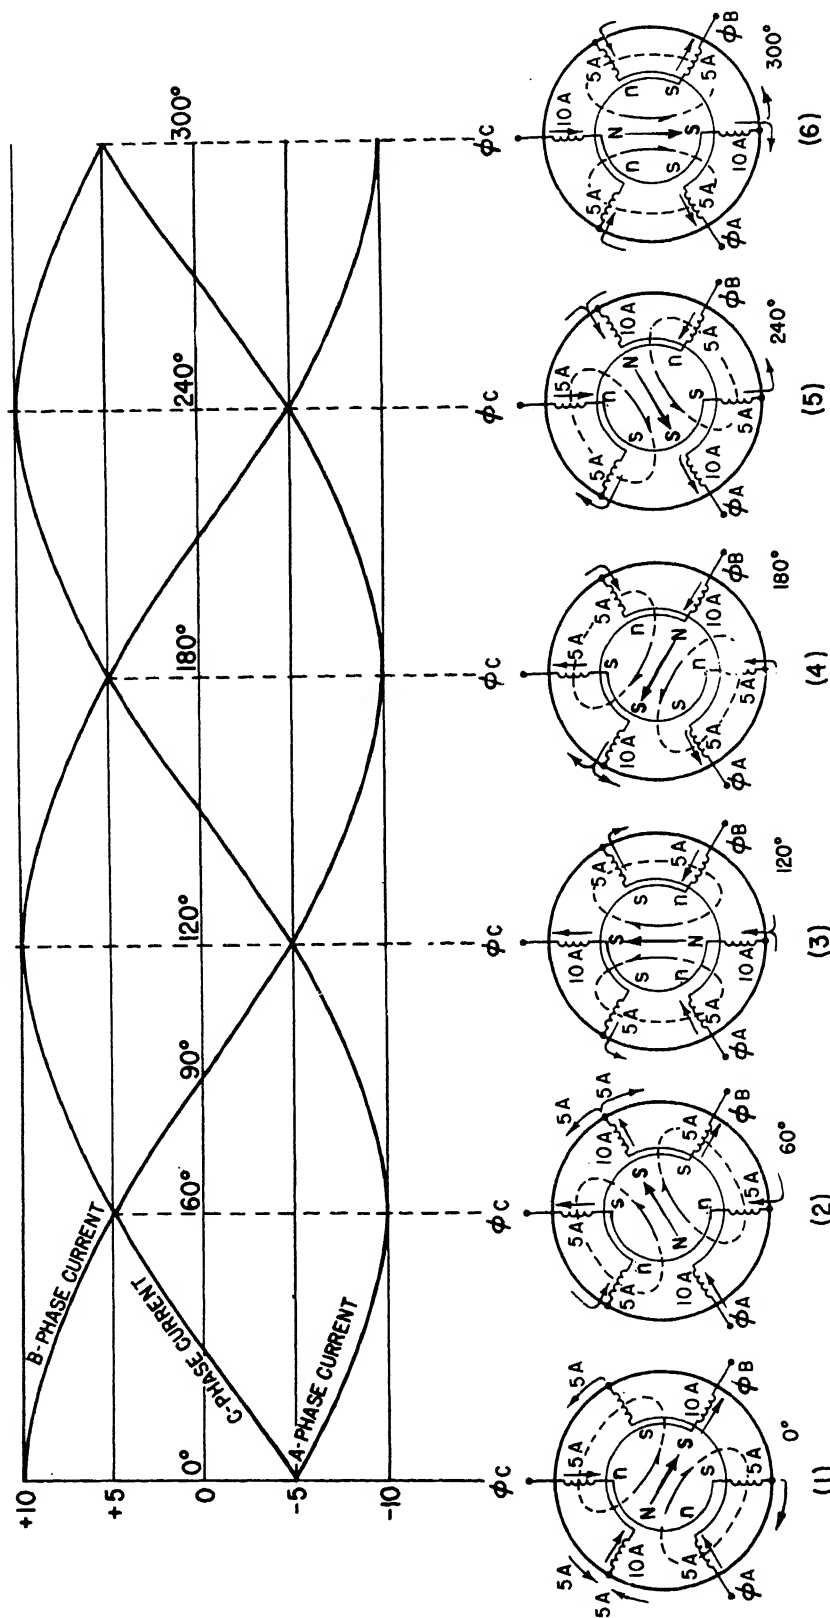 +10
+5
0
-5
-10
B-PHASE CURRENT
C-PHASE CURRENT
A-PHASE CURRENT
0°
60°
90°
120°
180°
240°
300°
φC
5A
5A
n
s
10A
N
S
10A
5A
5A
n
s
5A
5A
φA
φB
0°
(1)
φC
5A
5A
5A
s
10A
5A
n
S
N
s
5A
10A
n
5A
φA
φB
60°
(2)
φC
10A
5A
5A
S
s
s
n
n
N
5A
5A
10A
φA
φB
120°
(3)
φC
5A
5A
10A
s
n
S
N
s
n
10A
5A
5A
φA
φB
180°
(4)
φC
5A
5A
10A
n
N
s
n
S
s
5A
10A
5A
φA
φB
240°
(5)
φC
10A
5A
5A
N
n
n
s
s
S
5A
5A
10A
φA
φB
300°
(6)